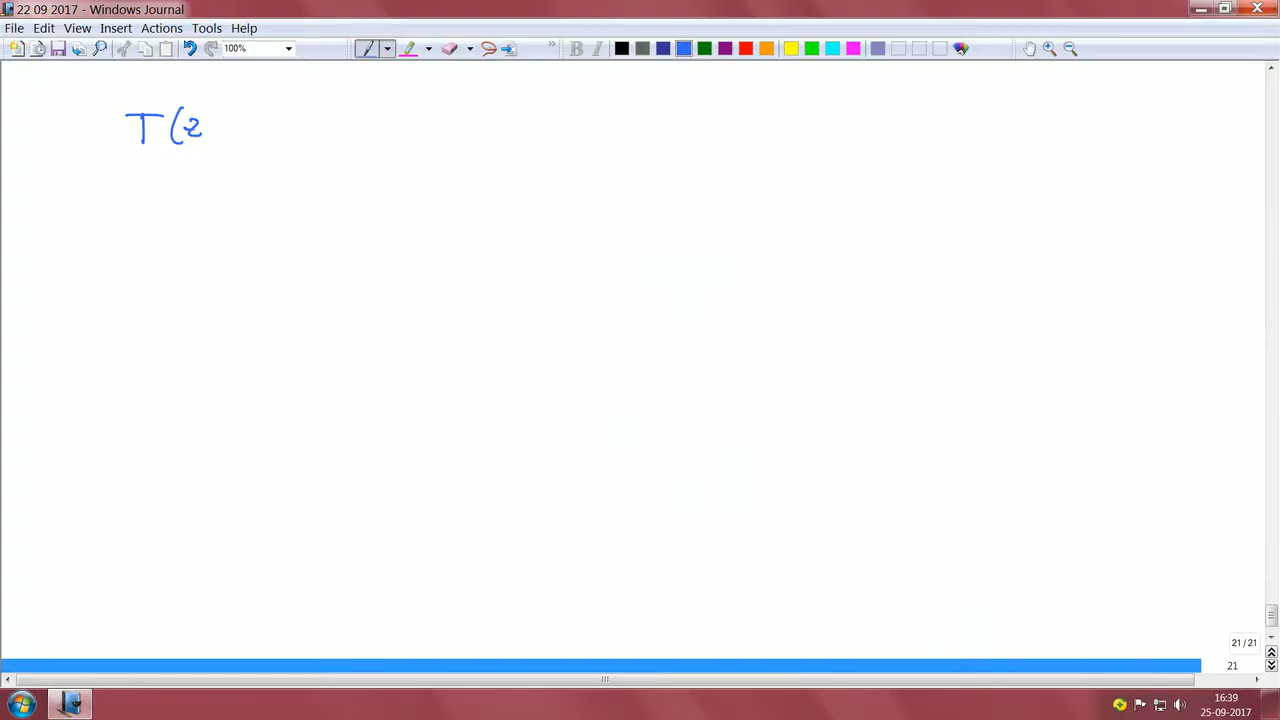 22 09 2017 - Windows Journal
File Edit View Insert Actions Tools Help
100% » B I
T(z
21 / 21
21
16:39
25-09-2017